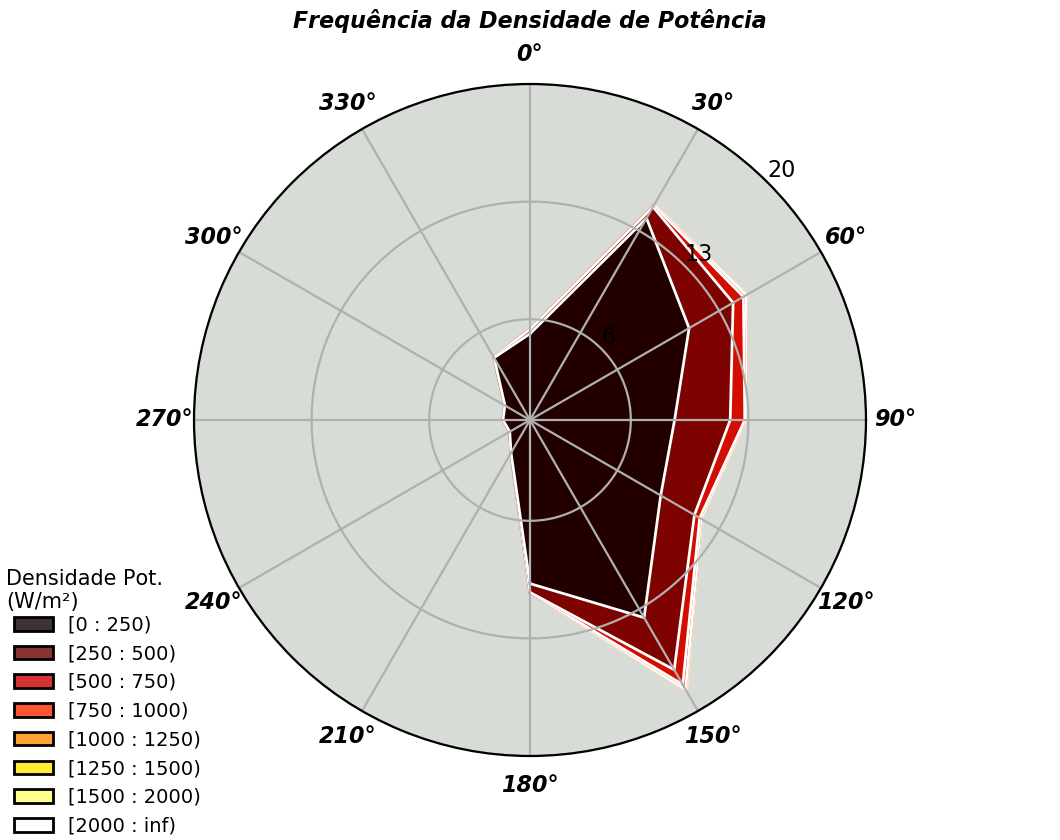 Frequência da Densidade de Potência
0°
330°
30°
20
300°
60°
13
6
270°
90°
240°
120°
210°
150°
180°
Densidade Pot.
(W/m²)
[0 : 250)
[250 : 500)
[500 : 750)
[750 : 1000)
[1000 : 1250)
[1250 : 1500)
[1500 : 2000)
[2000 : inf)